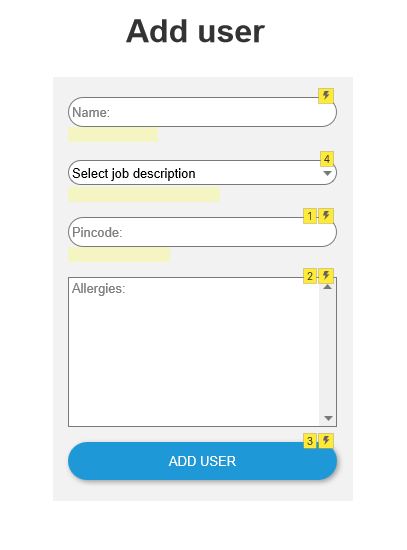 Add user
Name:
4
Select job description
1
Pincode:
2
Allergies:
3
ADD USER